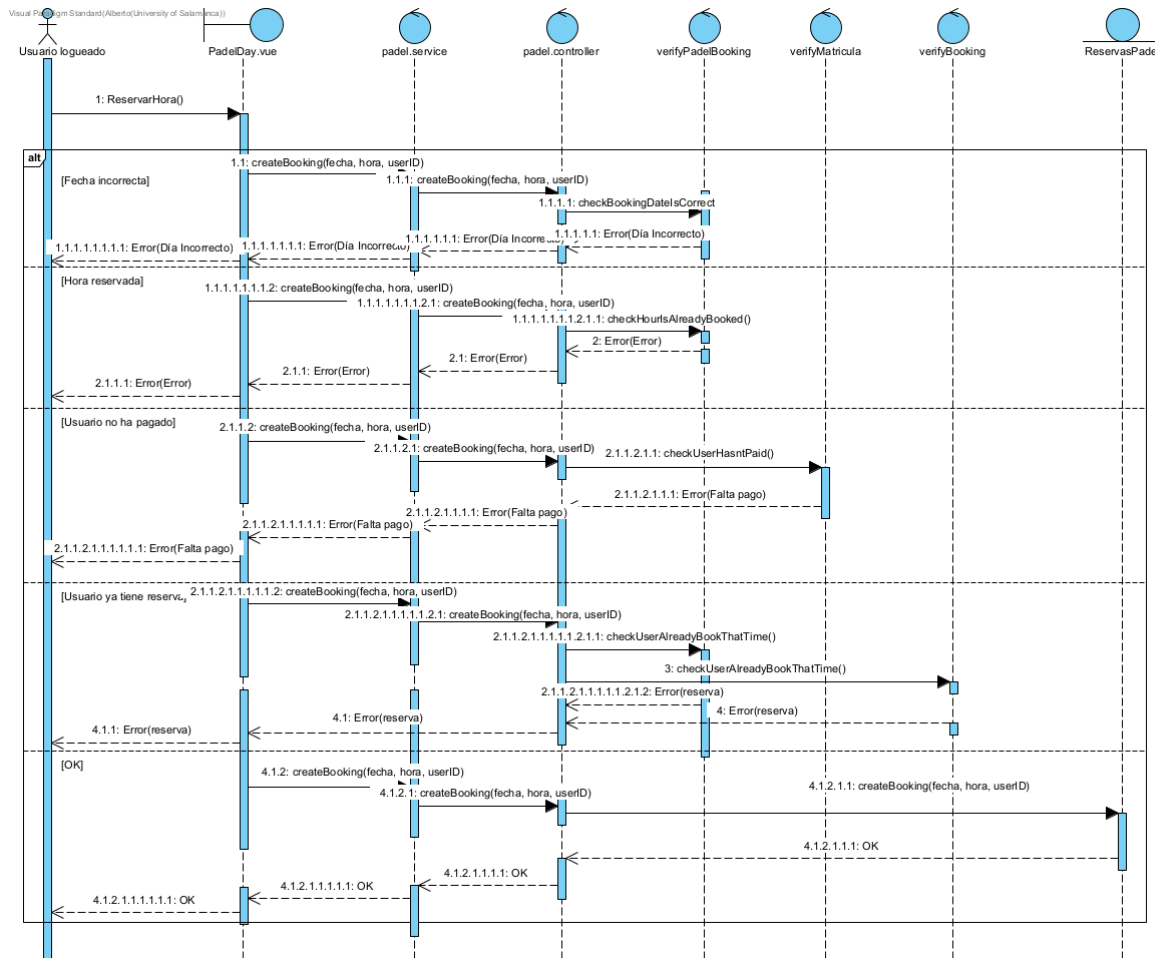 Visual Paradigm Standard(Alberto(University of Salamanca))
Usuario logueado
PadelDay.vue
padel.service
padel.controller
verifyPadelBooking
verifyMatricula
verifyBooking
ReservasPade
1: ReservarHora()
alt
1.1: createBooking(fecha, hora, userID)
[Fecha incorrecta]
1.1.1: createBooking(fecha, hora, userID)
1.1.1.1: checkBookingDateIsCorrect
1.1.1.1.1: Error(Día Incorrecto)
1.1.1.1.1.1: Error(Día Incorrec
1.1.1.1.1.1.1: Error(Día Incorrecto)
1.1.1.1.1.1.1.1: Error(Día Incorrecto)
[Hora reservada]
1.1.1.1.1.1.1.2: createBooking(fecha, hora, userID)
1.1.1.1.1.1.1.2.1: createBooking(fecha, hora, userID)
1.1.1.1.1.1.1.2.1.1: checkHourIsAlreadyBooked()
2: Error(Error)
2.1: Error(Error)
2.1.1: Error(Error)
2.1.1.1: Error(Error)
[Usuario no ha pagado]
2.1.1.2: createBooking(fecha, hora, userID)
2.1.1.2.1: createBooking(fecha, hora, userID)
2.1.1.2.1.1: checkUserHasntPaid()
2.1.1.2.1.1.1: Error(Falta pago)
2.1.1.2.1.1.1.1: Error(Falta pago)
2.1.1.2.1.1.1.1.1: Error(Falta pago)
2.1.1.2.1.1.1.1.1.1: Error(Falta pago)
[Usuario ya tiene reserva]
2.1.1.2.1.1.1.1.1.2: createBooking(fecha, hora, userID)
2.1.1.2.1.1.1.1.1.2.1: createBooking(fecha, hora, userID)
2.1.1.2.1.1.1.1.1.2.1.1: checkUserAlreadyBookThatTime()
3: checkUserAlreadyBookThatTime()
2.1.1.2.1.1.1.1.1.2.1.2: Error(reserva)
4: Error(reserva)
4.1: Error(reserva)
4.1.1: Error(reserva)
[OK]
4.1.2: createBooking(fecha, hora, userID)
4.1.2.1: createBooking(fecha, hora, userID)
4.1.2.1.1: createBooking(fecha, hora, userID)
4.1.2.1.1.1: OK
4.1.2.1.1.1.1: OK
4.1.2.1.1.1.1.1: OK
4.1.2.1.1.1.1.1.1: OK